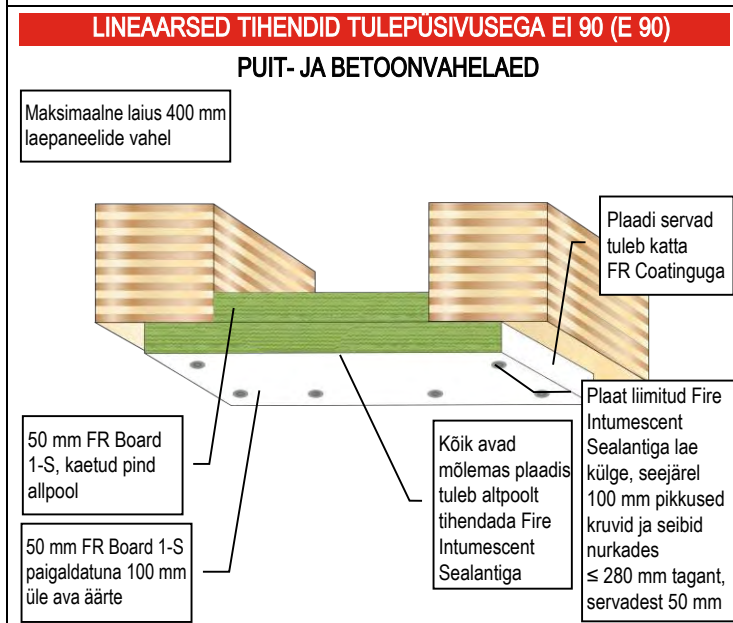 LINEAARSED TIHENDID TULEPÜSIVUSEGA EI 90 (E 90)
PUIT- JA BETOONVAHELAED
Maksimaalne laius 400 mm
laepaneelide vahel
Plaadi servad
tuleb katta
FR Coatinguga
50 mm FR Board
1-S, kaetud pind
allpool
50 mm FR Board 1-S
paigaldatuna 100 mm
üle ava äärte
Kõik avad
mõlemas plaadis
tuleb altpoolt
tihendada Fire
Intumescent
Sealantiga
Plaat liimitud Fire
Intumescent
Sealantiga lae
külge, seejärel
100 mm pikkused
kruvid ja seibid
nurkades
≤ 280 mm tagant,
servadest 50 mm